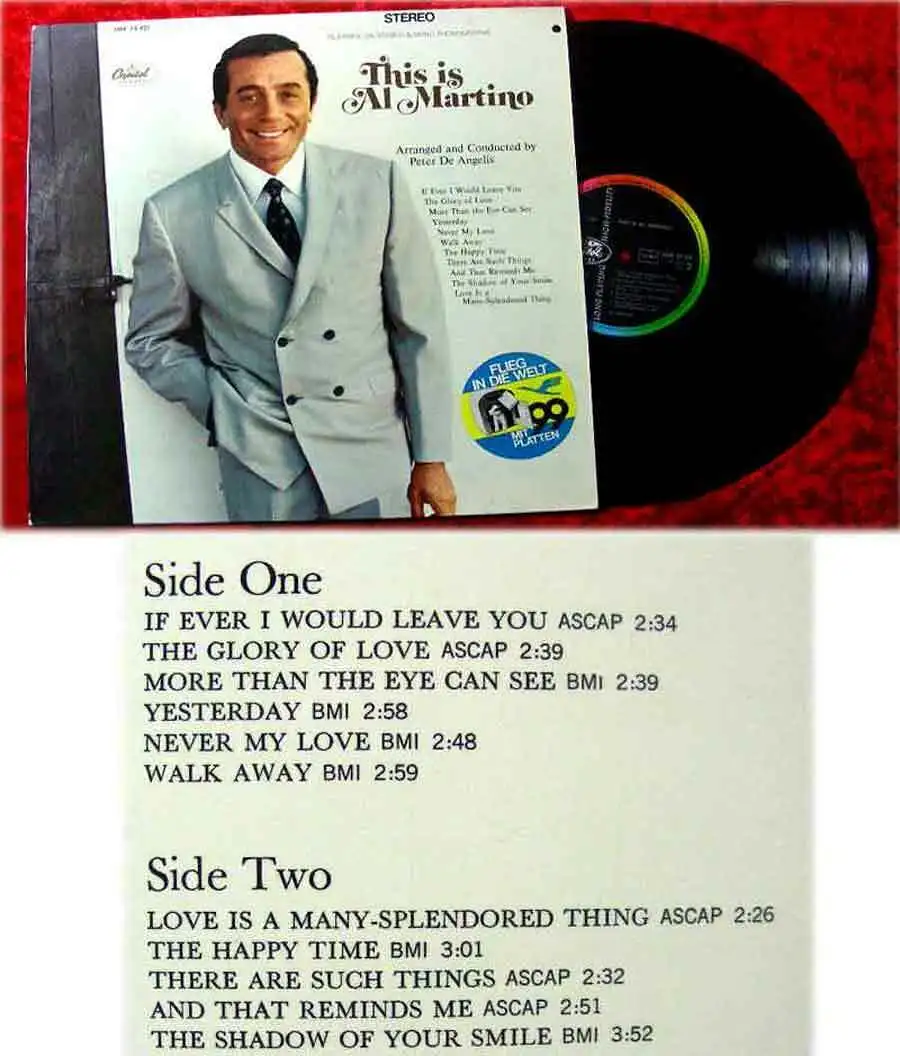 STEREO
Capitol
This is
Al Martino
Arranged and Conducted by
Peter De Angelis
If Ever I Would Leave You
The Glory of Love
More Than the Eye Can See
Yesterday
Never My Love
Walk Away
The Happy Time
There Are Such Things
And That Reminds Me
The Shadow of Your Smile
Love Is a
Many-Splendored Thing
FLIEG
IN DIE WELT
99
MIT
PLATTEN
Side One
IF EVER I WOULD LEAVE YOU ASCAP 2:34
THE GLORY OF LOVE ASCAP 2:39
MORE THAN THE EYE CAN SEE BMI 2:39
YESTERDAY BMI 2:58
NEVER MY LOVE BMI 2:48
WALK AWAY BMI 2:59
Side Two
LOVE IS A MANY-SPLENDORED THING ASCAP 2:26
THE HAPPY TIME BMI 3:01
THERE ARE SUCH THINGS ASCAP 2:32
AND THAT REMINDS ME ASCAP 2:51
THE SHADOW OF YOUR SMILE BMI 3:52